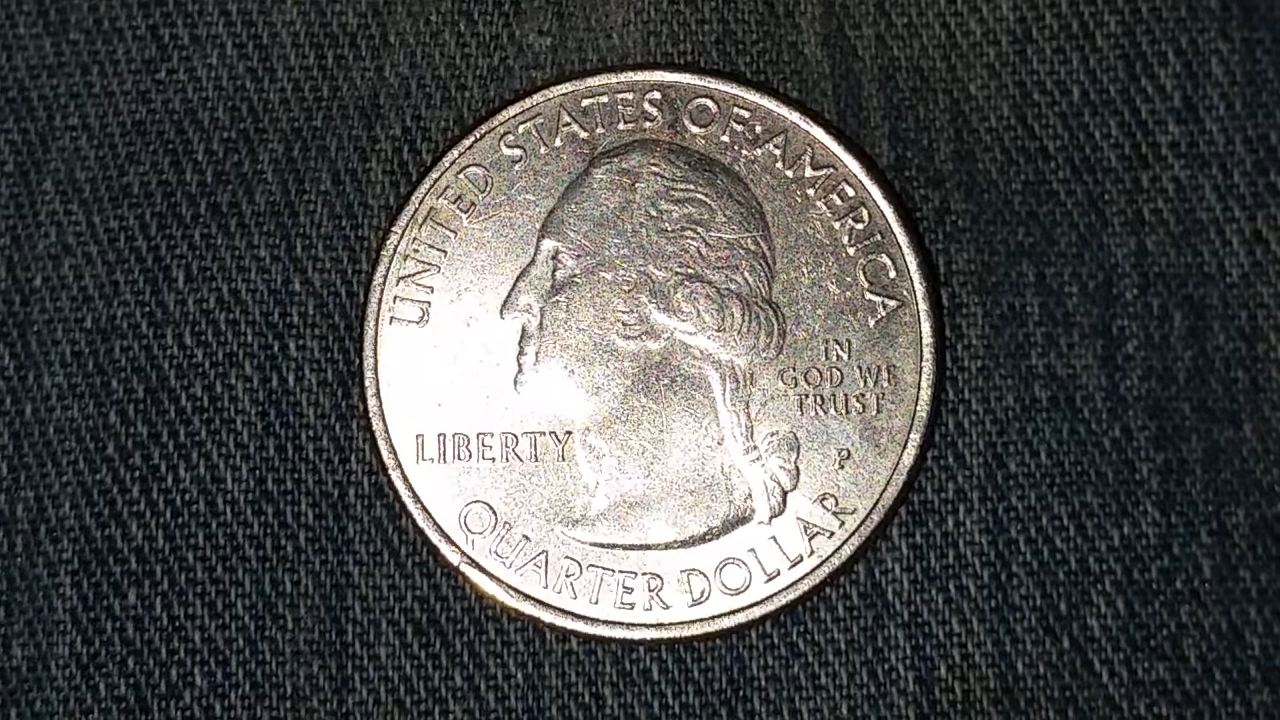 UNITED STATES OF AMERICA
IN
GOD WE
TRUST
LIBERTY
P
QUARTER DOLLAR